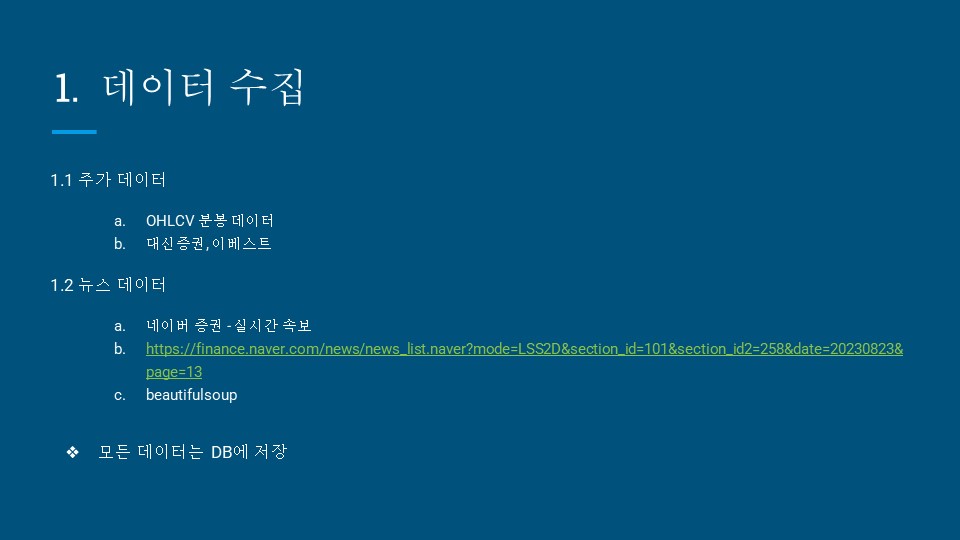 1. 데이터 수집
1.1 주가 데이터
a. OHLCV 분봉 데이터
b. 대신증권, 이베스트
1.2 뉴스 데이터
a. 네이버 증권 - 실시간 속보
b. https://finance.naver.com/news/news_list.naver?mode=LSS2D&section_id=101&section_id2=258&date=20230823&
page=13
c. beautifulsoup
❖ 모든 데이터는 DB에 저장